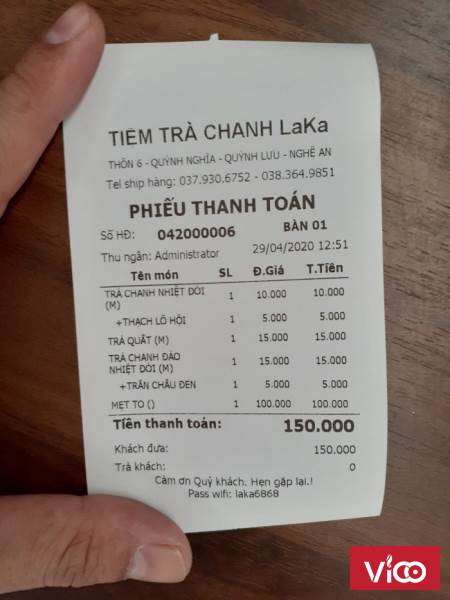 TIỆM TRÀ CHANH LaKa
THÔN 6 - QUỲNH NGHĨA - QUỲNH LƯU - NGHỆ AN
Tel ship hàng: 037.930.6752 - 038.364.9851
PHIẾU THANH TOÁN
Số HĐ: 042000006 BÀN 01
Thu ngân: Administrator 29/04/2020 12:51
Tên món SL Đ.Giá T.Tiền
TRÀ CHANH NHIỆT ĐỚI 1 10.000 10.000
(M)
+THẠCH LÔ HỘI 1 5.000 5.000
TRÀ QUẤT (M) 1 15.000 15.000
TRÀ CHANH ĐÀO 1 15.000 15.000
NHIỆT ĐỚI (M)
+TRÂN CHÂU ĐEN 1 5.000 5.000
MET TO () 1 100.000 100.000
Tiền thanh toán: 150.000
Khách đưa: 150.000
Trả khách: 0
Cảm ơn Quý khách. Hẹn gặp lại.!
Pass wifi: laka6868
Vico